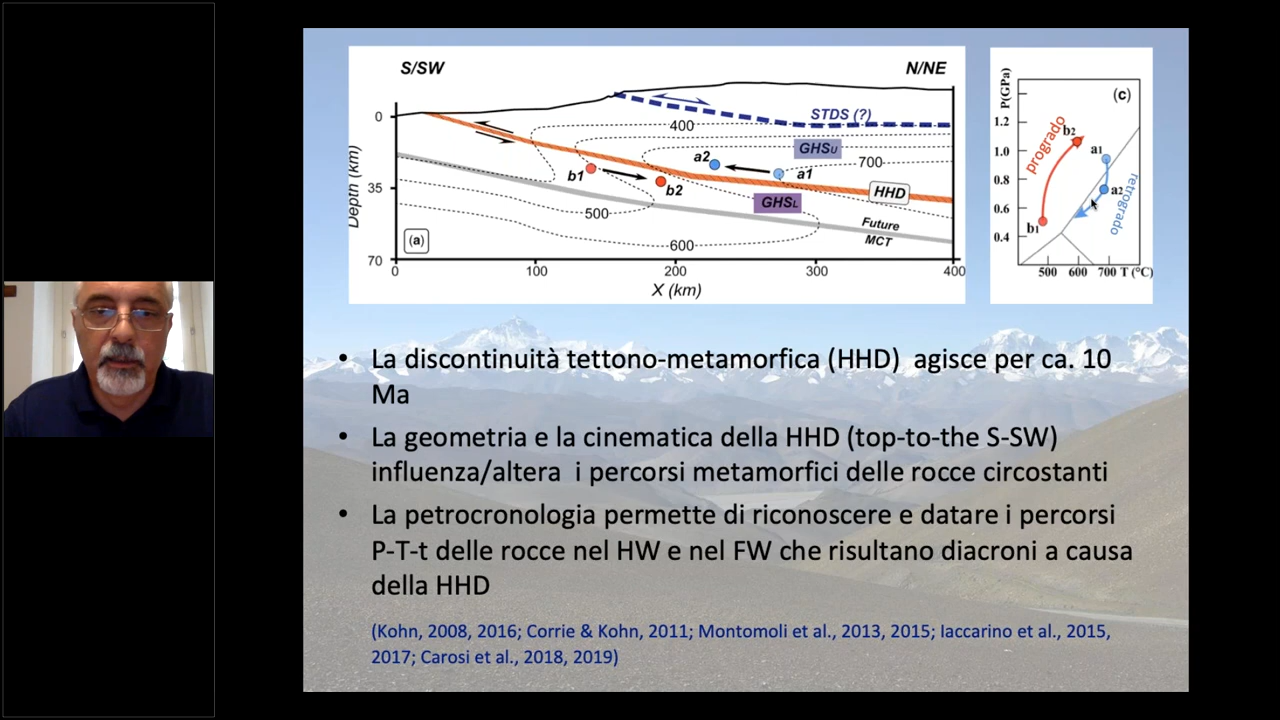 S/SW
N/NE
STDS (?)
400
GHSU
700
a2
a1
b1
b2
HHD
GHSL
500
Future
MCT
600
(a)
Depth (km)
0
35
70
0
100
200
300
400
X (km)
P(GPa)
(c)
1.2
1.0
0.8
0.6
0.4
progrado
b2
a1
a2
retrogrado
b1
500
600
700
T (°C)
• La discontinuità tettono-metamorfica (HHD) agisce per ca. 10
Ma
• La geometria e la cinematica della HHD (top-to-the S-SW)
influenza/altera i percorsi metamorfici delle rocce circostanti
• La petrocronologia permette di riconoscere e datare i percorsi
P-T-t delle rocce nel HW e nel FW che risultano diacroni a causa
della HHD
(Kohn, 2008, 2016; Corrie & Kohn, 2011; Montomoli et al., 2013, 2015; Iaccarino et al., 2015,
2017; Carosi et al., 2018, 2019)